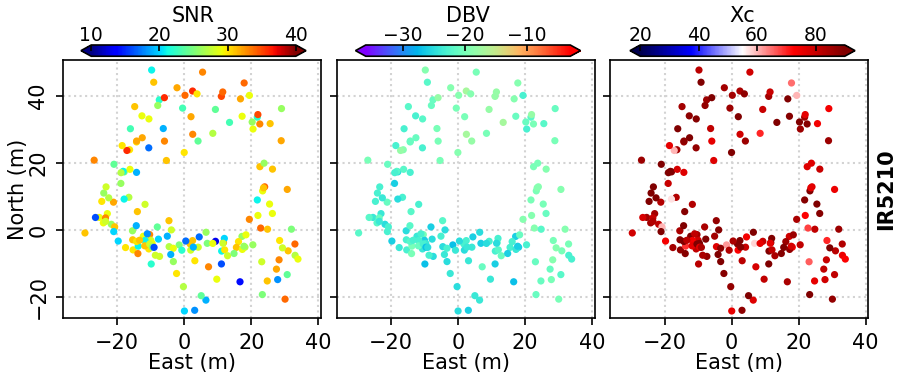 SNR DBV Xc
10 20 30 40 −30 −20 −10 20 40 60 80
40
20
0
−20
North (m)
IR5210
−20 0 20 40 −20 0 20 40 −20 0 20 40
East (m) East (m) East (m)